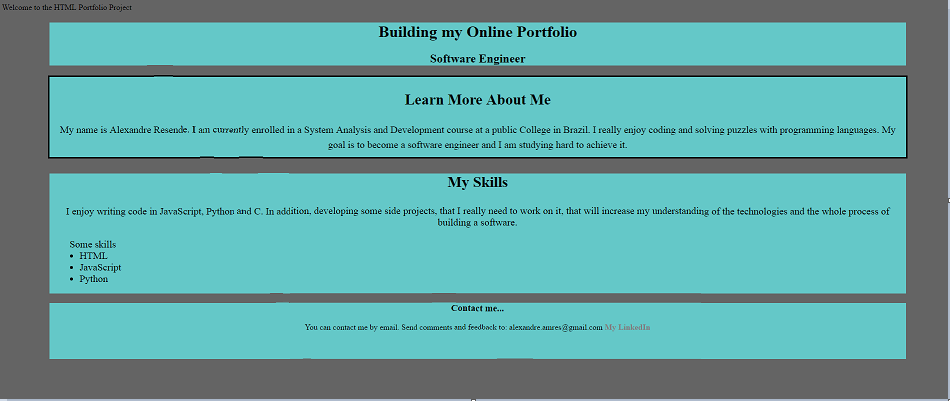 Welcome to the HTML Portfolio Project
Building my Online Portfolio
Software Engineer
Learn More About Me
My name is Alexandre Resende. I am currently enrolled in a System Analysis and Development course at a public College in Brazil. I really enjoy coding and solving puzzles with programming languages. My
goal is to become a software engineer and I am studying hard to achieve it.
My Skills
I enjoy writing code in JavaScript, Python and C. In addition, developing some side projects, that I really need to work on it, that will increase my understanding of the technologies and the whole process of
building a software.
Some skills
• HTML
• JavaScript
• Python
Contact me...
You can contact me by email. Send comments and feedback to: alexandre.amres@gmail.com My LinkedIn